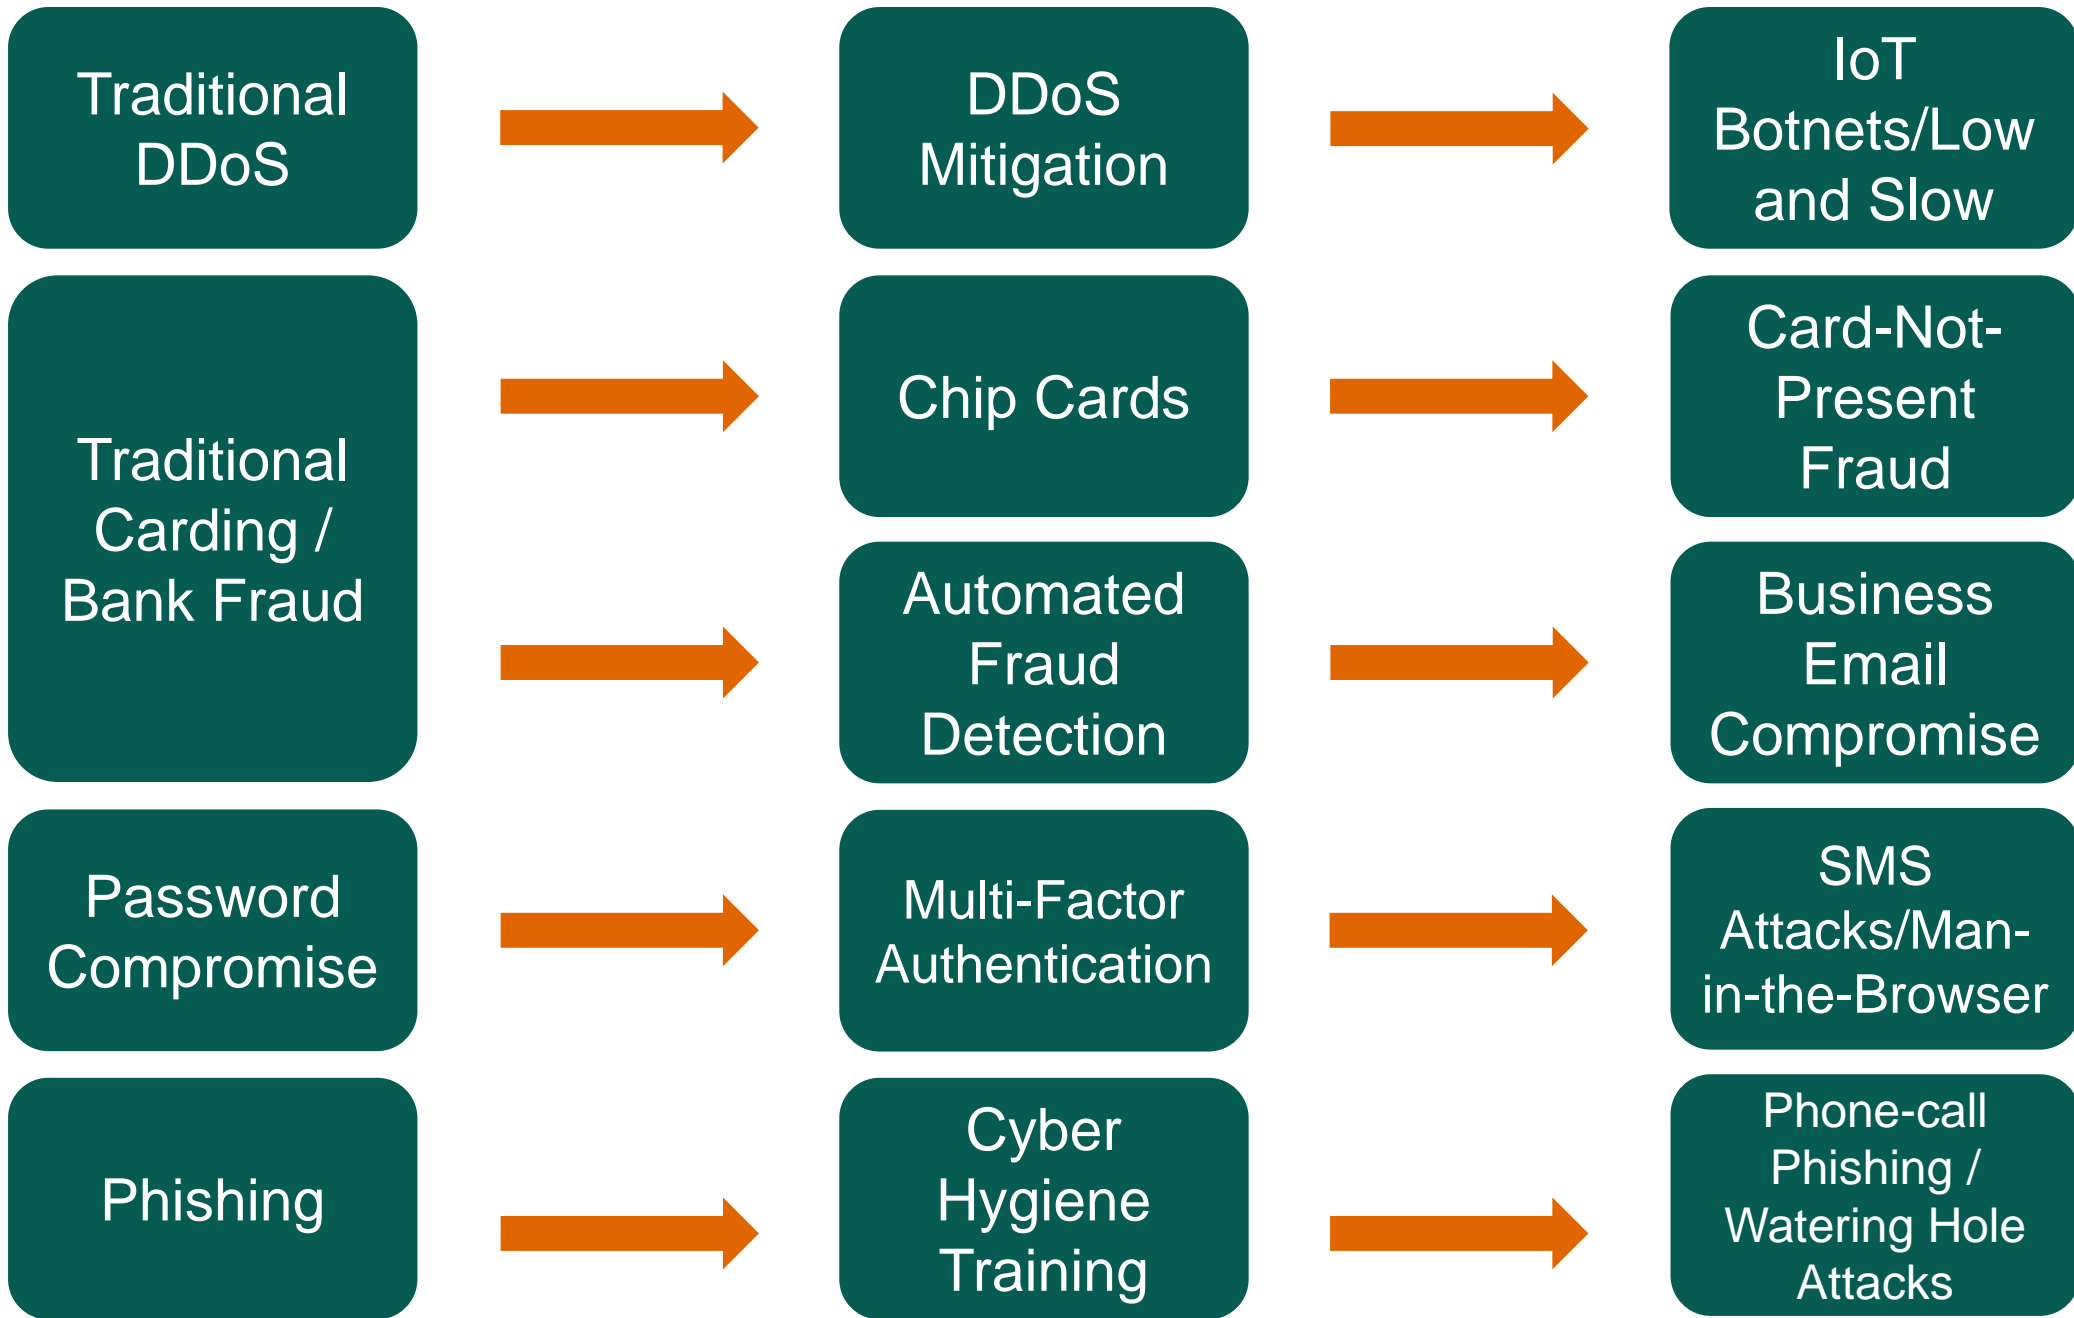 Traditional
DDoS
DDoS
Mitigation
IoT
Botnets/Low
and Slow
Traditional
Carding /
Bank Fraud
Chip Cards
Card-Not-
Present
Fraud
Automated
Fraud
Detection
Business
Email
Compromise
Password
Compromise
Multi-Factor
Authentication
SMS
Attacks/Man-
in-the-Browser
Phishing
Cyber
Hygiene
Training
Phone-call
Phishing /
Watering Hole
Attacks